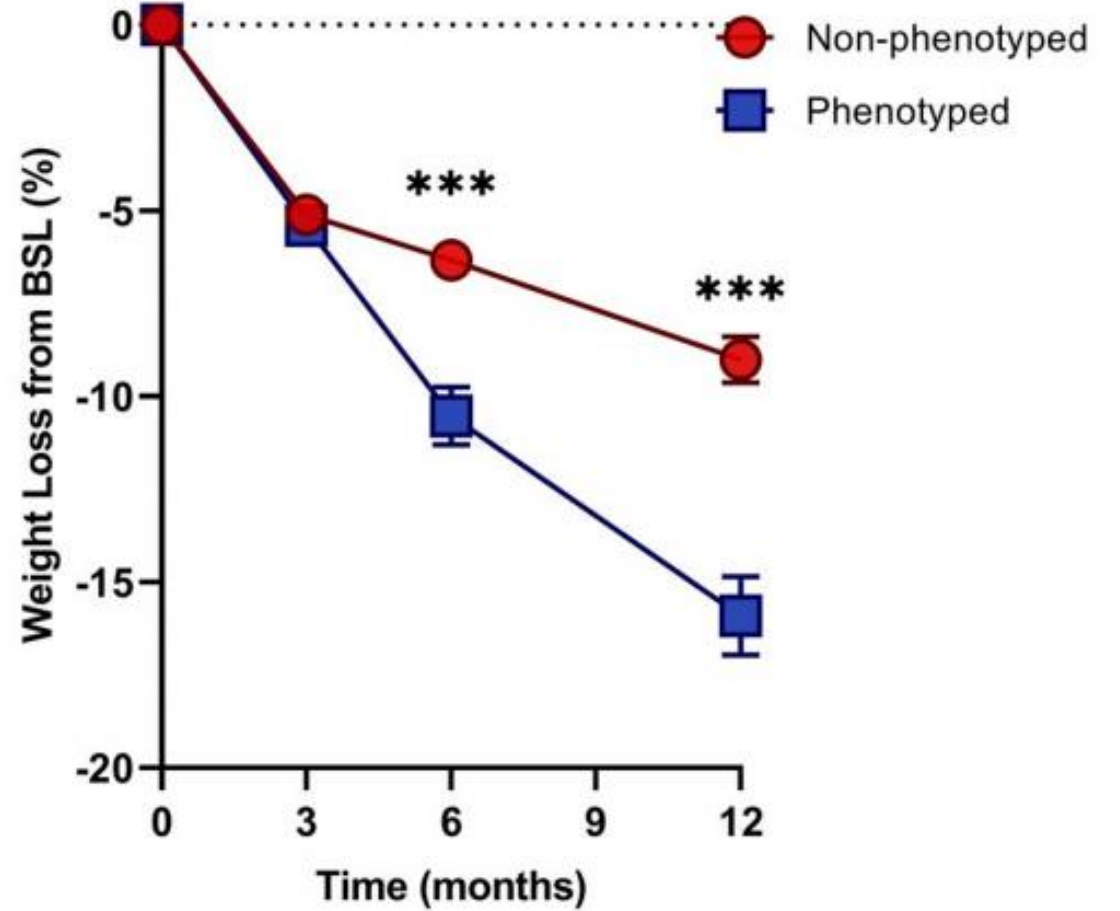 Non-phenotyped
Phenotyped
Weight Loss from BSL (%)
0
-5
-10
-15
-20
***
***
0 3 6 9 12
Time (months)